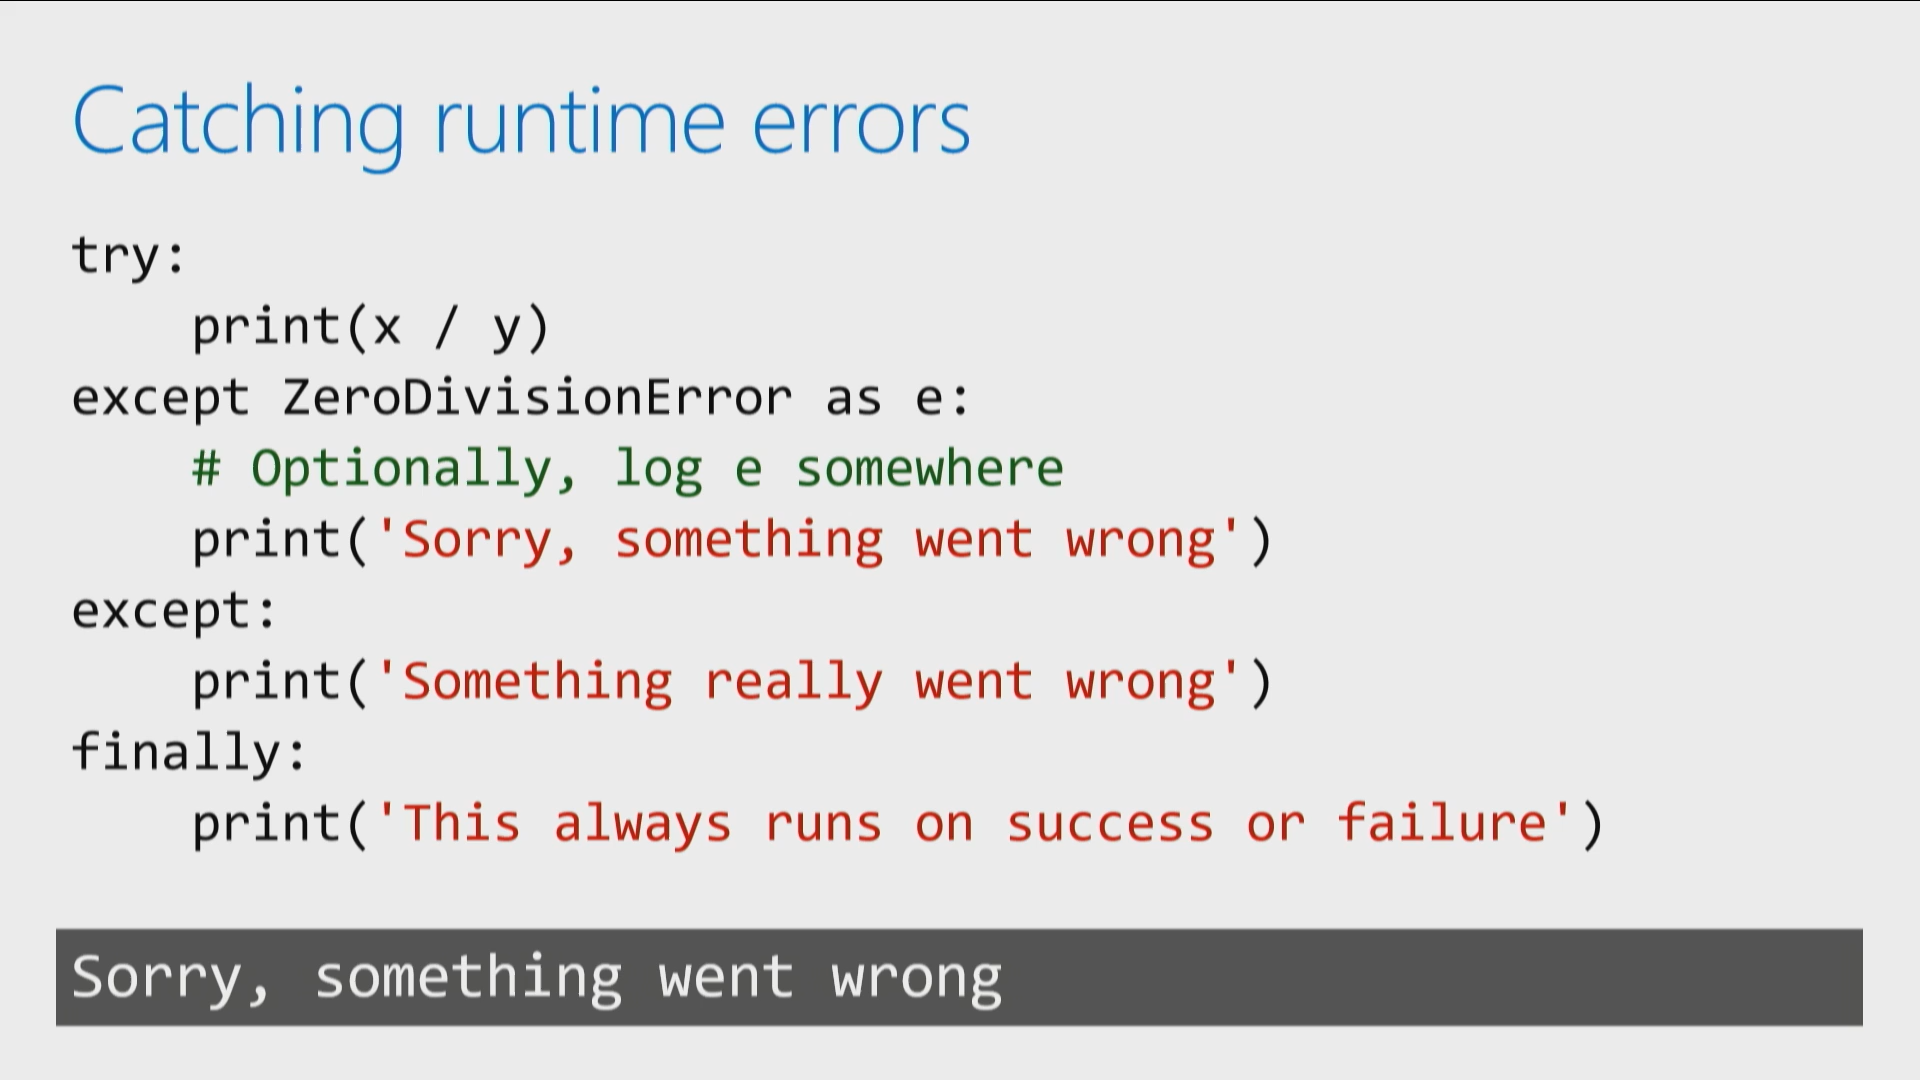 Catching runtime errors
try:
    print(x / y)
except ZeroDivisionError as e:
    # Optionally, log e somewhere
    print('Sorry, something went wrong')
except:
    print('Something really went wrong')
finally:
    print('This always runs on success or failure')
Sorry, something went wrong